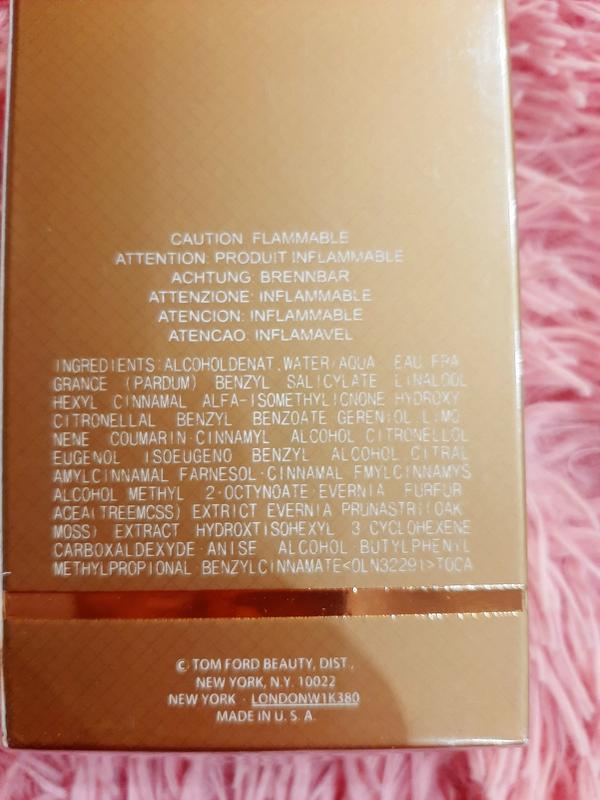 CAUTION FLAMMABLE
ATTENTION: PRODUIT INFLAMMABLE
ACHTUNG BRENNBAR
ATTENZIONE: INFLAMMABLE
ATENCION: INFLAMMABLE
ATENCAO: INFLAMAVEL
INGREDIENTS:ALCOHOLDENAT.,WATER/AQUA EAU FRA
GRANCE (PARDUM) BENZYL SALICYLATE LINALOOL
HEXYL CINNAMAL ALFA-ISOMETHYLIGNONE HYDROXY
CITRONELLAL BENZYL BENZOATE GERENIOL LIMO
NENE COUMARIN·CINNAMYL ALCOHOL CITRONELLOL
EUGENOL ISOEUGENO BENZYL ALCOHOL CITRAL
AMYLCINNAMAL FARNESOL·CINNAMAL FMYLCINNAMYS
ALCOHOL METHYL 2-OCTYNOATE·EVERNIA FURFUR
ACEA(TREEMCSS) EXTRICT EVERNIA PRUNASTRI(OAK
MOSS) EXTRACT HYDROXTISOHEXYL 3 CYCLOHEXENE
CARBOXALDEXYDE·ANISE ALCOHOL·BUTYLPHENYL
METHYLPROPIONAL·BENZYLCINNAMATE<OLN32291>TOCA
© TOM FORD BEAUTY, DIST.,
NEW YORK, N.Y. 10022
NEW YORK · LONDONW1K380
MADE IN U. S. A.